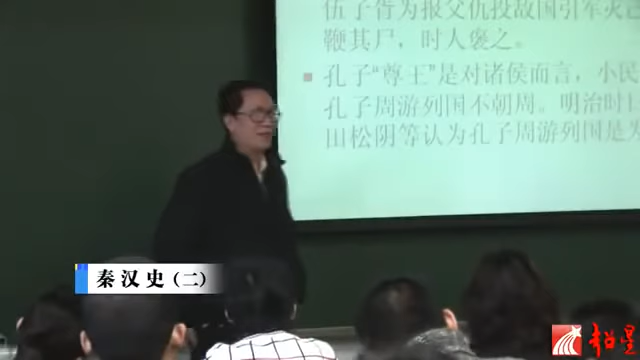 伍子胥为报父仇投故国引军灭
鞭其尸,时人褒之。
■ 孔子“尊王”是对诸侯而言,小民
孔子周游列国不朝周。明治时
田松阴等认为孔子周游列国是
秦汉史(二)
超星